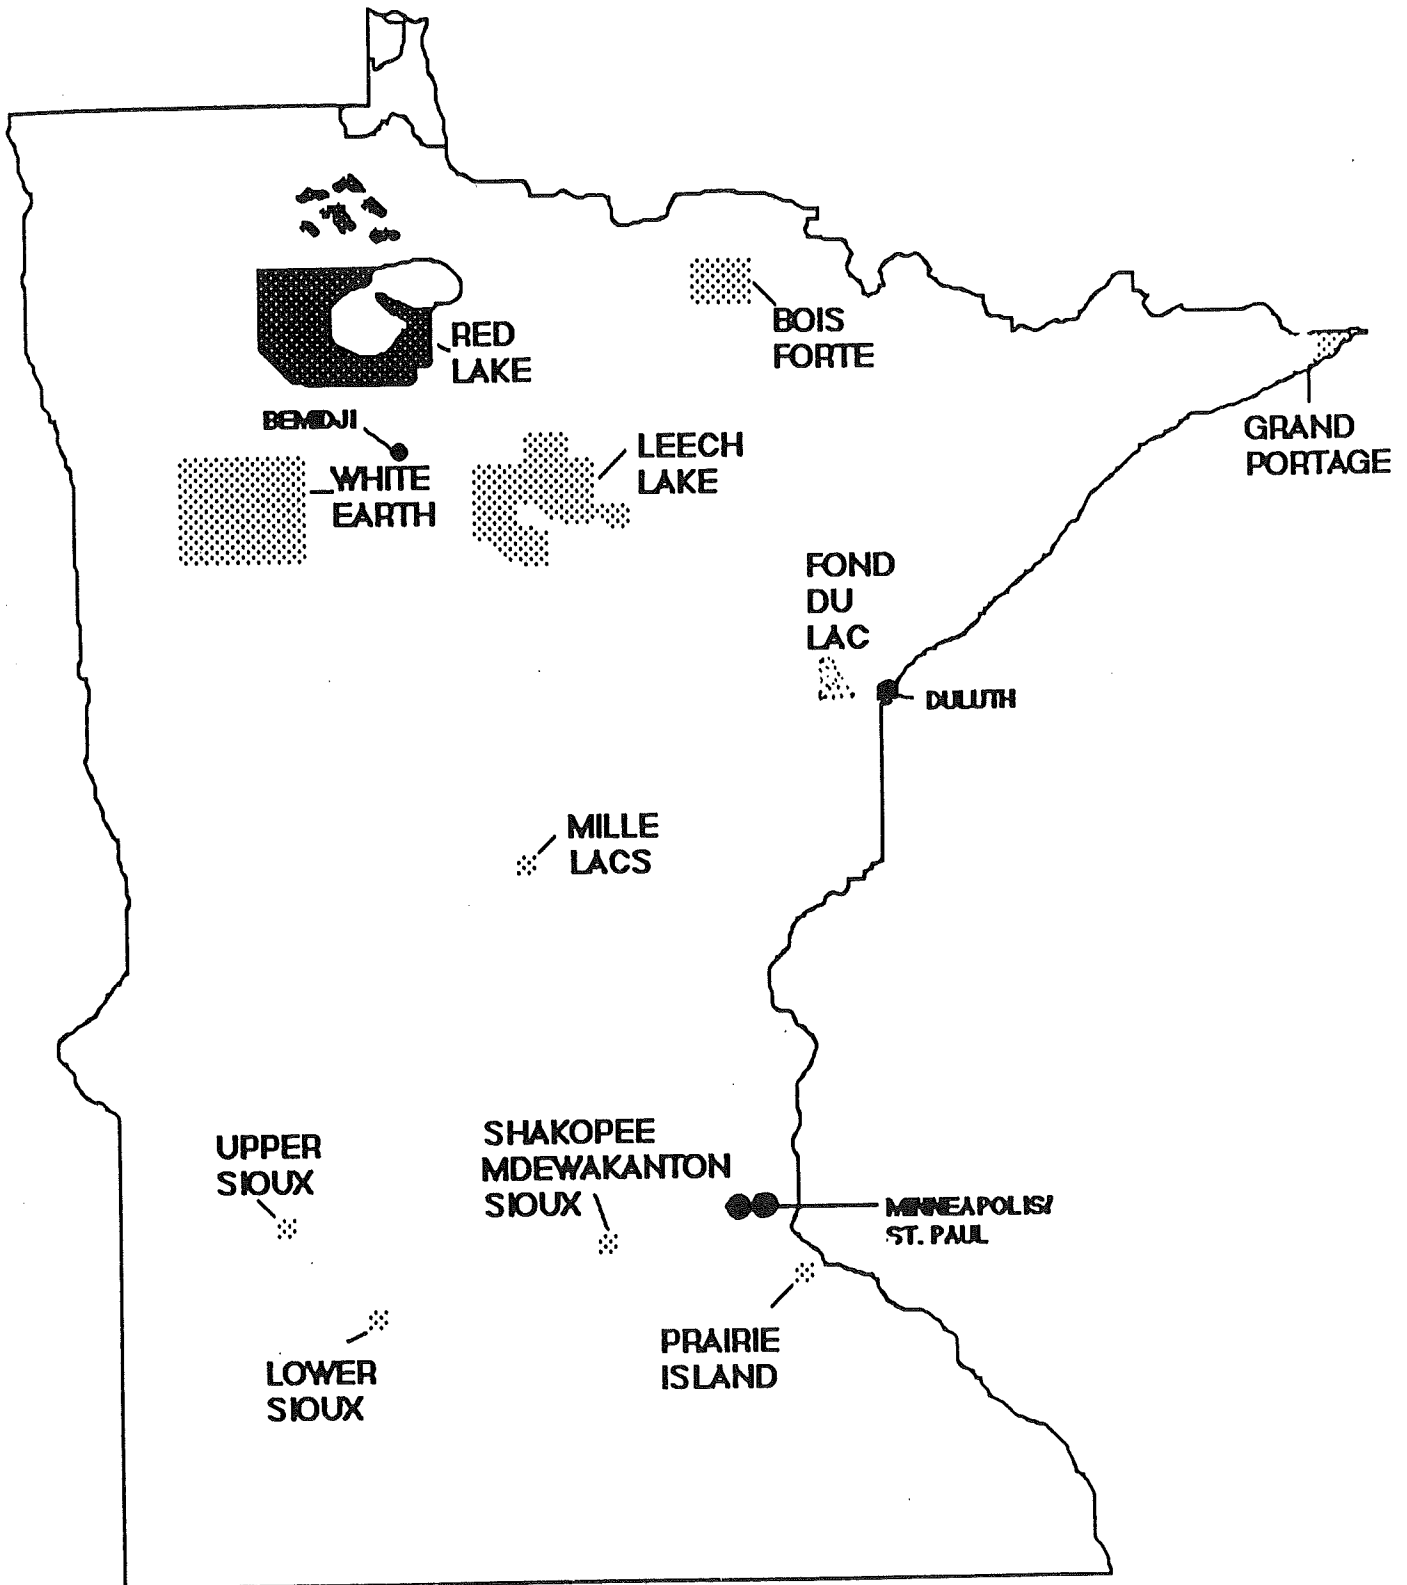 RED
LAKE
BOIS
FORTE
GRAND
PORTAGE
BEMIDJI
WHITE
EARTH
LEECH
LAKE
FOND
DU
LAC
DULUTH
MILLE
LACS
UPPER
SIOUX
SHAKOPEE
MDEWAKANTON
SIOUX
MINNEAPOLIS/
ST. PAUL
PRAIRIE
ISLAND
LOWER
SIOUX